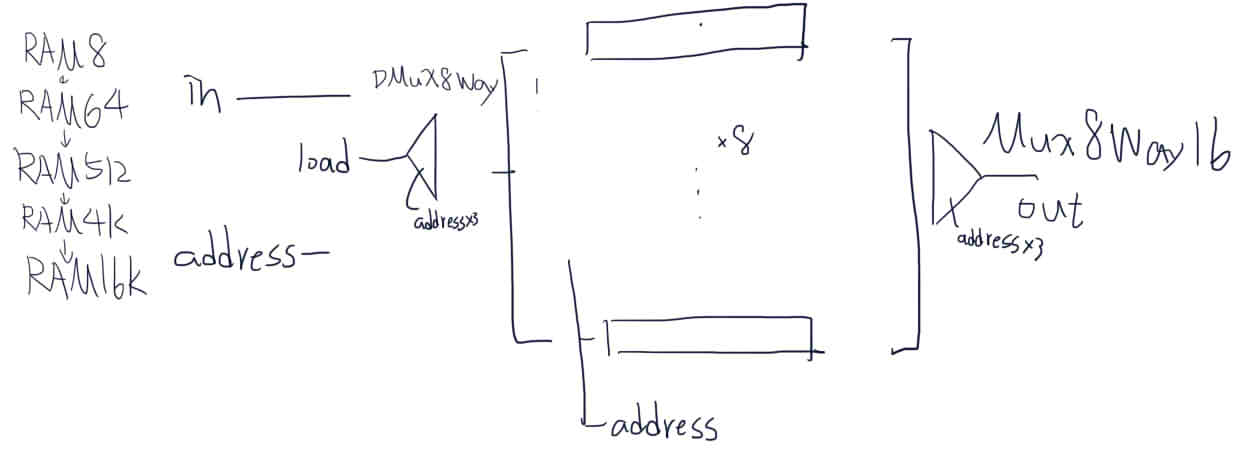 RAM8
RAM64
RAM512
RAM4K
RAM16K
In
load
address
DMux8Way
addressx3
x8
address
Mux8Way16
out
addressx3